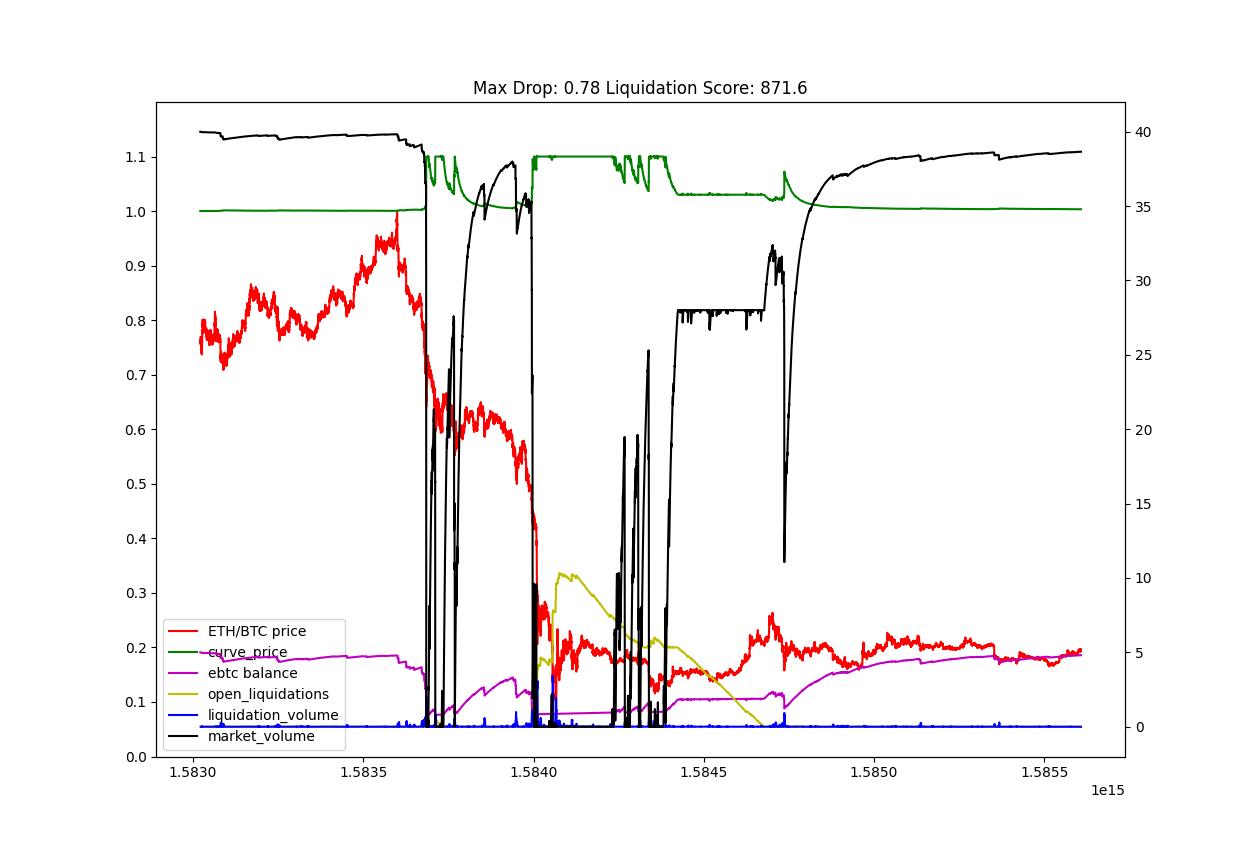 Max Drop: 0.78 Liquidation Score: 871.6
1.1
1.0
0.9
0.8
0.7
0.6
0.5
0.4
0.3
0.2
0.1
0.0
40
35
30
25
20
15
10
5
0
ETH/BTC price
curve_price
ebtc balance
open_liquidations
liquidation_volume
market_volume
1.5830 1.5835 1.5840 1.5845 1.5850 1.5855
1e15